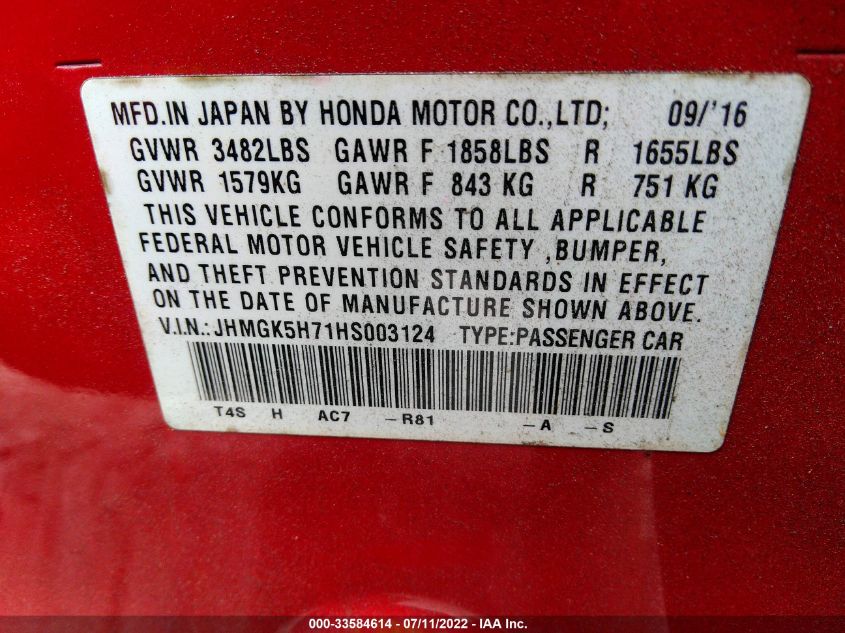 MFD.IN JAPAN BY HONDA MOTOR CO.,LTD; 09/'16
GVWR 3482LBS GAWR F 1858LBS R 1655LBS
GVWR 1579KG GAWR F 843 KG R 751 KG
THIS VEHICLE CONFORMS TO ALL APPLICABLE
FEDERAL MOTOR VEHICLE SAFETY ,BUMPER,
AND THEFT PREVENTION STANDARDS IN EFFECT
ON THE DATE OF MANUFACTURE SHOWN ABOVE.
V.I.N.: JHMGK5H71HS003124 TYPE:PASSENGER CAR
T4S H AC7 -R81 -A -S
000-33584614 - 07/11/2022 - IAA Inc.